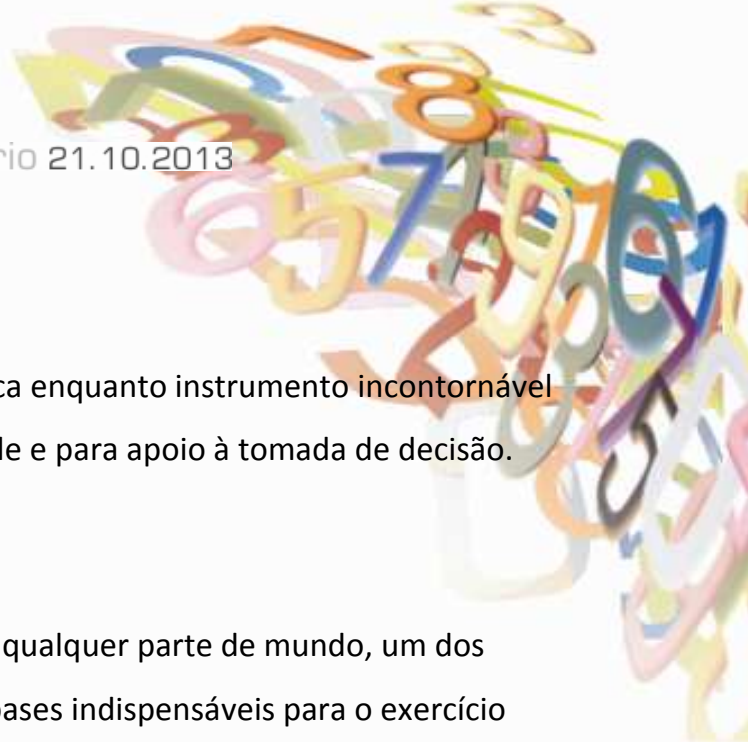 rio 21.10.2013
ca enquanto instrumento incontornável
de e para apoio à tomada de decisão.
qualquer parte de mundo, um dos
bases indispensáveis para o exercício